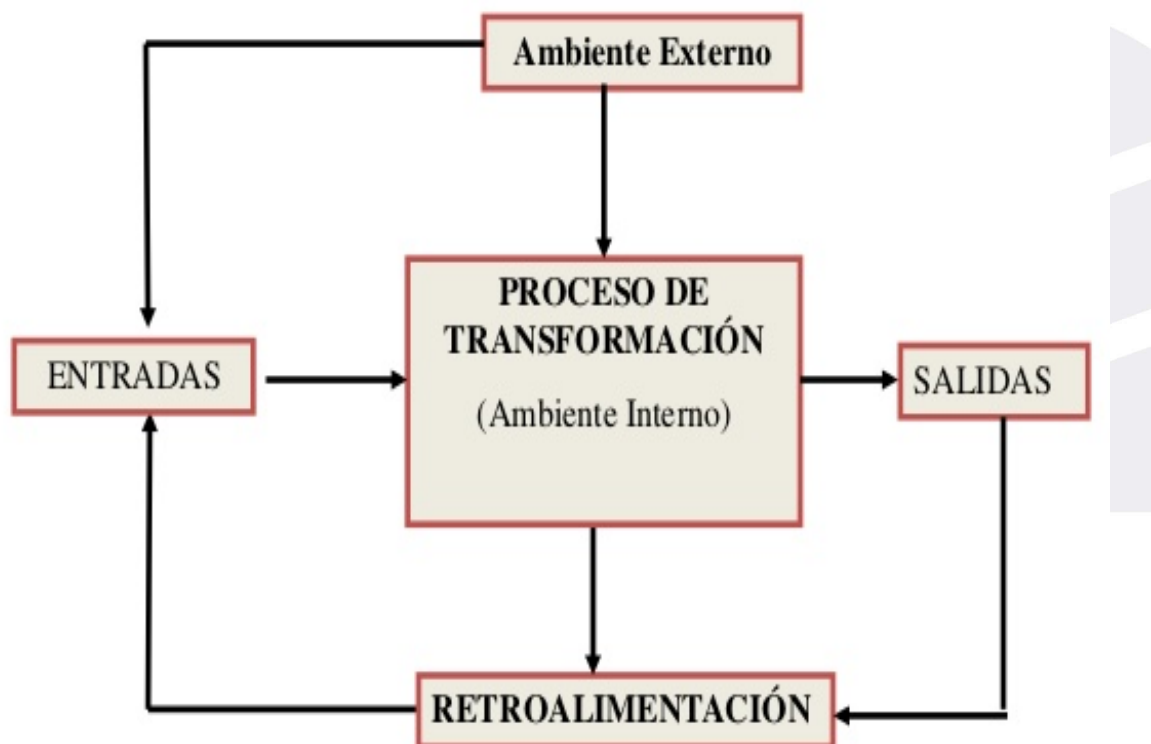 Ambiente Externo
PROCESO DE
TRANSFORMACIÓN
(Ambiente Interno)
ENTRADAS
SALIDAS
RETROALIMENTACIÓN